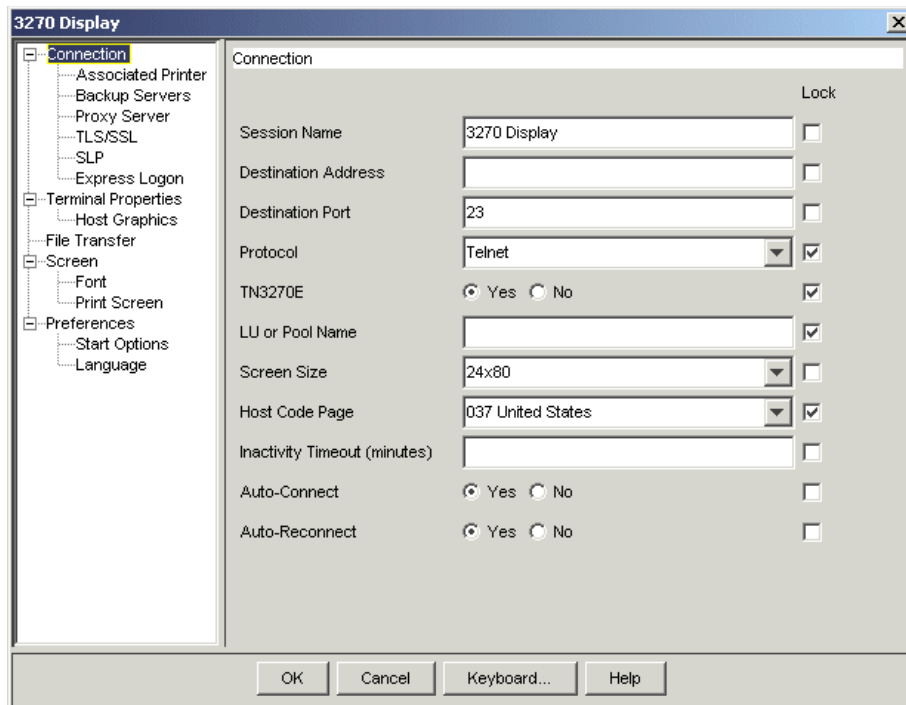 3270 Display
Connection
Associated Printer
Backup Servers
Proxy Server
TLS/SSL
SLP
Express Logon
Terminal Properties
Host Graphics
File Transfer
Screen
Font
Print Screen
Preferences
Start Options
Language
Connection
Lock
Session Name 3270 Display
Destination Address
Destination Port 23
Protocol Telnet
TN3270E Yes No
LU or Pool Name
Screen Size 24x80
Host Code Page 037 United States
Inactivity Timeout (minutes)
Auto-Connect Yes No
Auto-Reconnect Yes No
OK Cancel Keyboard... Help